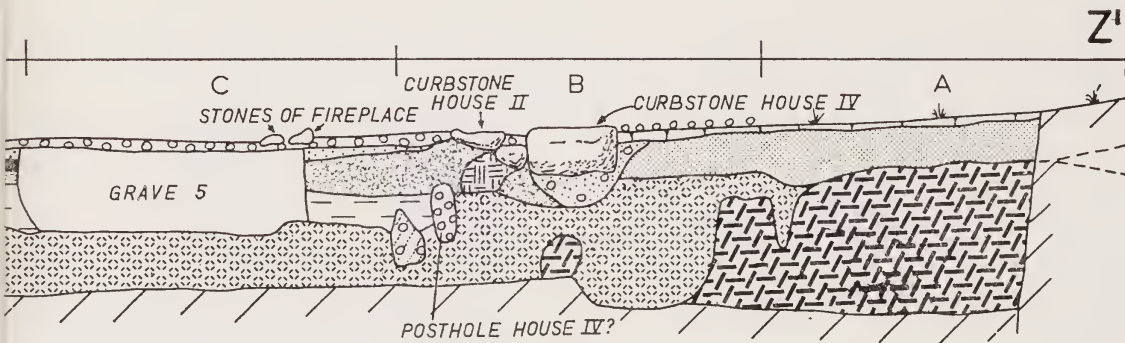 Z'
C
B
A
CURBSTONE
HOUSE II
STONES OF FIREPLACE
CURBSTONE HOUSE IV
GRAVE 5
POSTHOLE HOUSE IV?